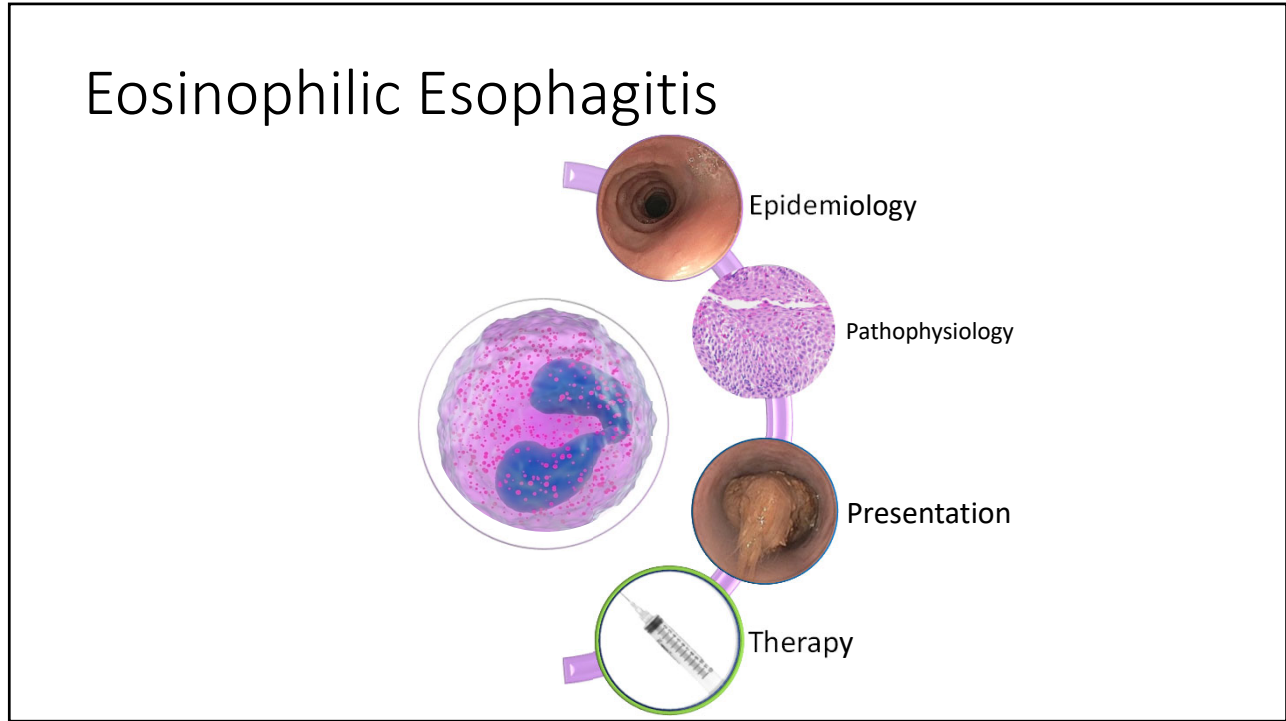 Eosinophilic Esophagitis
Epidemiology
Pathophysiology
Presentation
Therapy